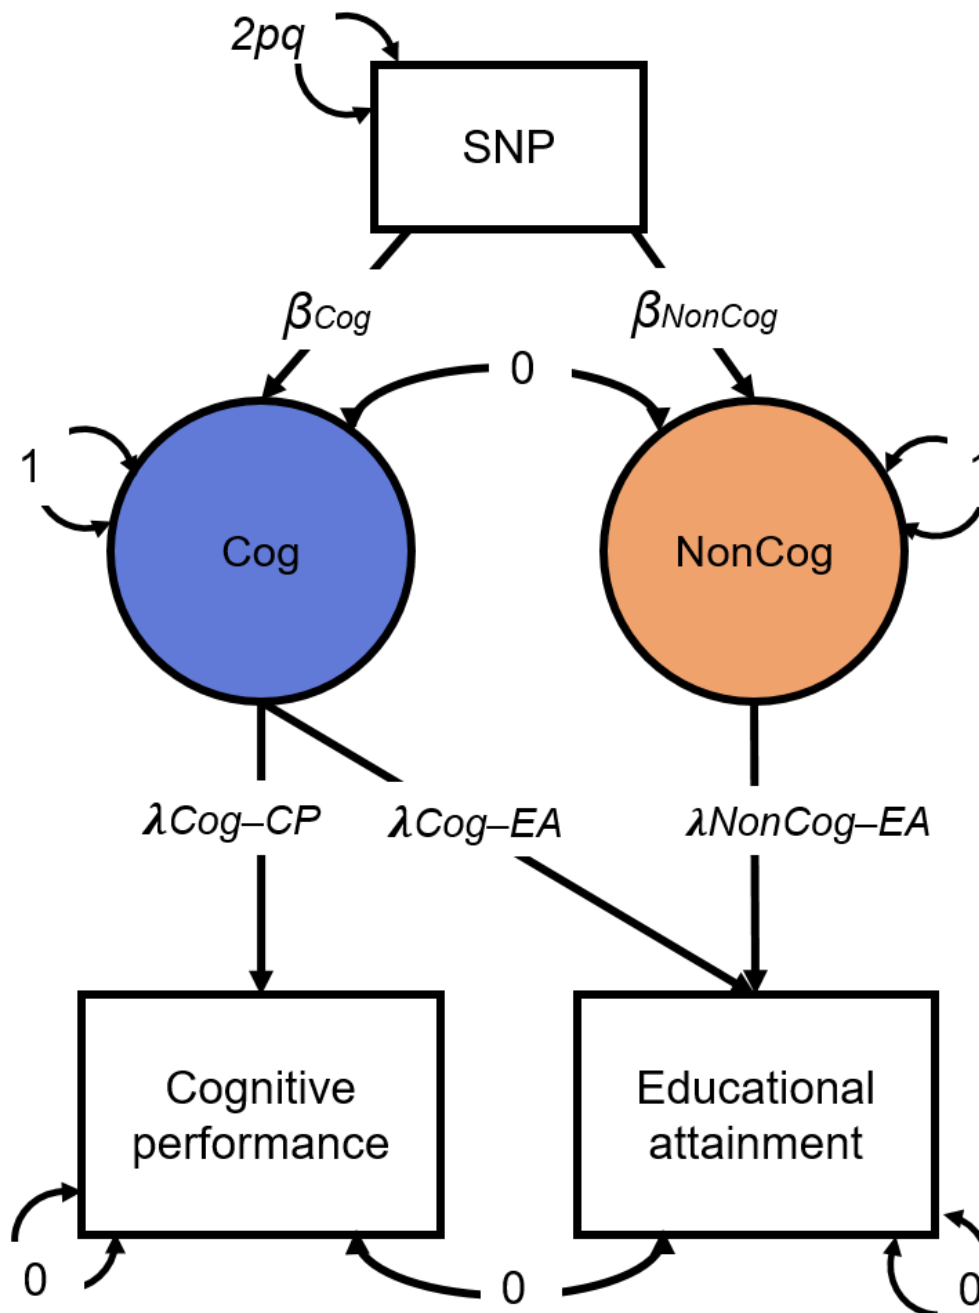 2pq
SNP
βCog
βNonCog
0
1
Cog
NonCog
λCog–CP
λCog–EA
λNonCog–EA
Cognitive
performance
Educational
attainment
0
0
0